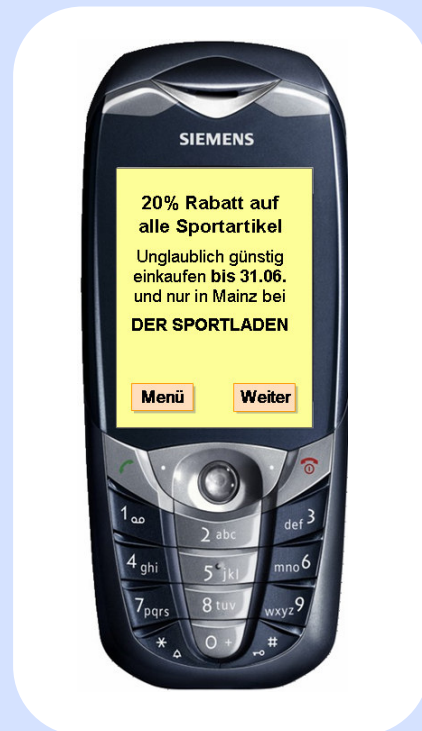 SIEMENS
20% Rabatt auf
alle Sportartikel
Unglaublich günstig
einkaufen bis 31.06.
und nur in Mainz bei
DER SPORTLADEN
Menü Weiter
1
2 abc
def 3
4 ghi
5 jkl
mno 6
7 pqrs
8 tuv
wxyz 9
*
0 +
#